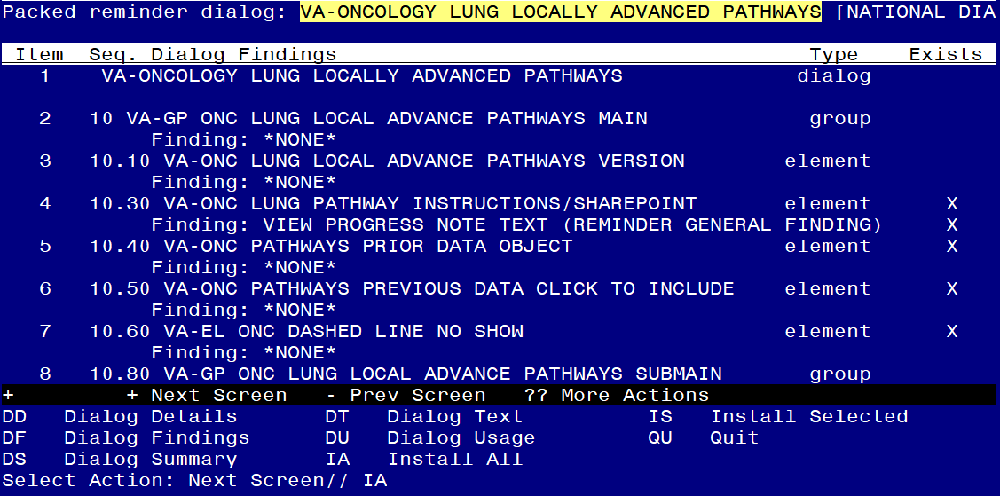 Packed reminder dialog: VA-ONCOLOGY LUNG LOCALLY ADVANCED PATHWAYS [NATIONAL DIA
Item Seq. Dialog Findings Type Exists
1 VA-ONCOLOGY LUNG LOCALLY ADVANCED PATHWAYS dialog
2 10 VA-GP ONC LUNG LOCAL ADVANCE PATHWAYS MAIN group
Finding: *NONE*
3 10.10 VA-ONC LUNG LOCAL ADVANCE PATHWAYS VERSION element
Finding: *NONE*
4 10.30 VA-ONC LUNG PATHWAY INSTRUCTIONS/SHAREPOINT element X
Finding: VIEW PROGRESS NOTE TEXT (REMINDER GENERAL FINDING) X
5 10.40 VA-ONC PATHWAYS PRIOR DATA OBJECT element X
Finding: *NONE*
6 10.50 VA-ONC PATHWAYS PREVIOUS DATA CLICK TO INCLUDE element X
Finding: *NONE*
7 10.60 VA-EL ONC DASHED LINE NO SHOW element X
Finding: *NONE*
8 10.80 VA-GP ONC LUNG LOCAL ADVANCE PATHWAYS SUBMAIN group
+ + Next Screen - Prev Screen ?? More Actions
DD Dialog Details DT Dialog Text IS Install Selected
DF Dialog Findings DU Dialog Usage QU Quit
DS Dialog Summary IA Install All
Select Action: Next Screen// IA